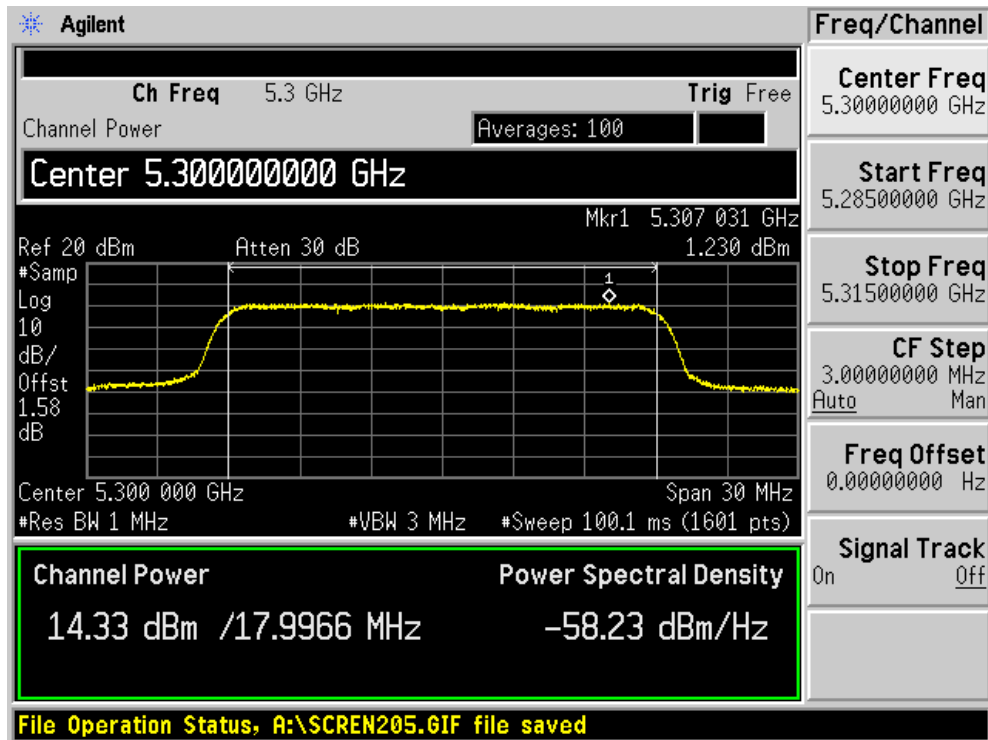 Agilent
Freq/Channel
Ch Freq 5.3 GHz Trig Free
Channel Power Averages: 100
Center 5.300000000 GHz
Mkr1 5.307 031 GHz
Ref 20 dBm Atten 30 dB 1.230 dBm
#Samp
Log
10
dB/
Offst
1.58
dB
1
Center 5.300 000 GHz Span 30 MHz
#Res BW 1 MHz #VBW 3 MHz #Sweep 100.1 ms (1601 pts)
Channel Power Power Spectral Density
14.33 dBm /17.9966 MHz -58.23 dBm/Hz
File Operation Status, A:\SCREN205.GIF file saved
Center Freq
5.30000000 GHz
Start Freq
5.28500000 GHz
Stop Freq
5.31500000 GHz
CF Step
3.00000000 MHz
Auto Man
Freq Offset
0.00000000 Hz
Signal Track
On Off